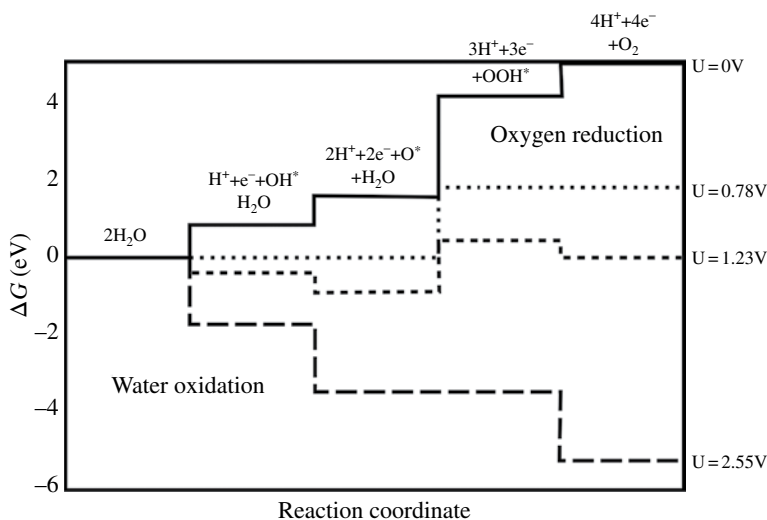 4H⁺+4e⁻
+O₂
3H⁺+3e⁻
+OOH*
U=0V
4
Oxygen reduction
2H⁺+2e⁻+O*
+H₂O
H⁺+e⁻+OH*
H₂O
2
U=0.78V
2H₂O
0
U=1.23V
ΔG (eV)
–2
Water oxidation
–4
U=2.55V
–6
Reaction coordinate